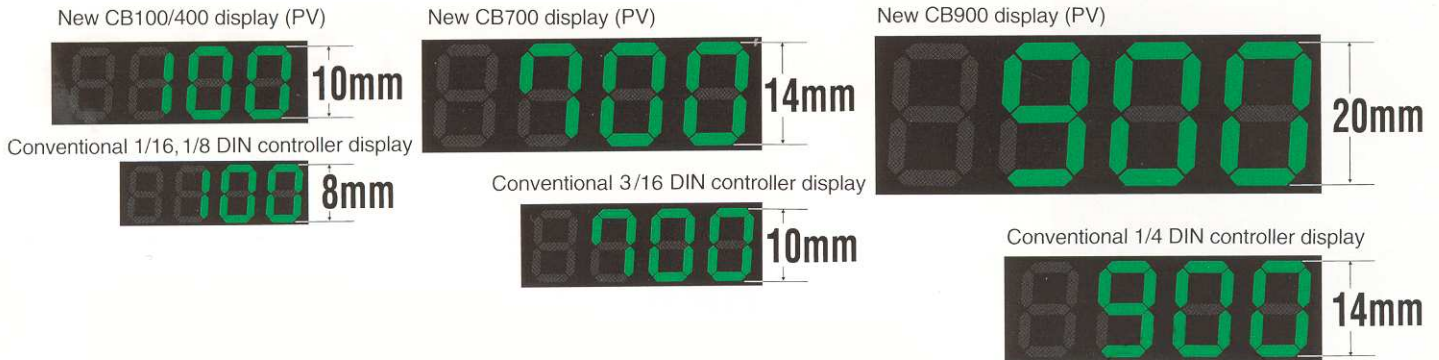 New CB100/400 display (PV)
100
10mm
Conventional 1/16, 1/8 DIN controller display
100
8mm
New CB700 display (PV)
700
14mm
Conventional 3/16 DIN controller display
700
10mm
New CB900 display (PV)
900
20mm
Conventional 1/4 DIN controller display
900
14mm